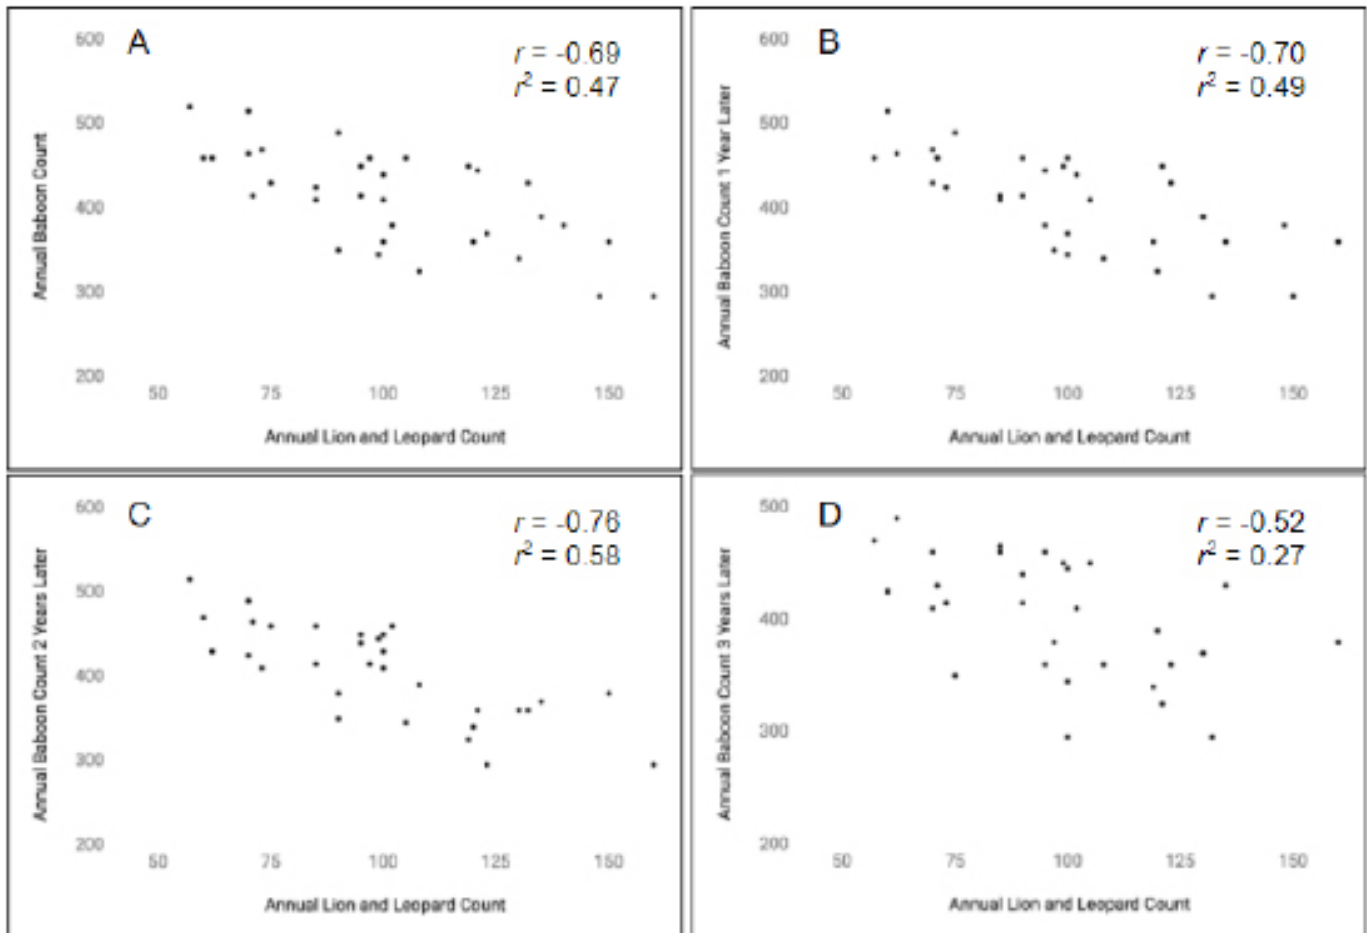 A
r = -0.69
r² = 0.47
600
500
400
300
200
Annual Baboon Count
50 75 100 125 150
Annual Lion and Leopard Count
B
r = -0.70
r² = 0.49
600
500
400
300
200
Annual Baboon Count 1 Year Later
50 75 100 125 150
Annual Lion and Leopard Count
C
r = -0.76
r² = 0.58
600
500
400
300
200
Annual Baboon Count 2 Years Later
50 75 100 125 150
Annual Lion and Leopard Count
D
r = -0.52
r² = 0.27
500
400
300
200
Annual Baboon Count 3 Years Later
50 75 100 125 150
Annual Lion and Leopard Count